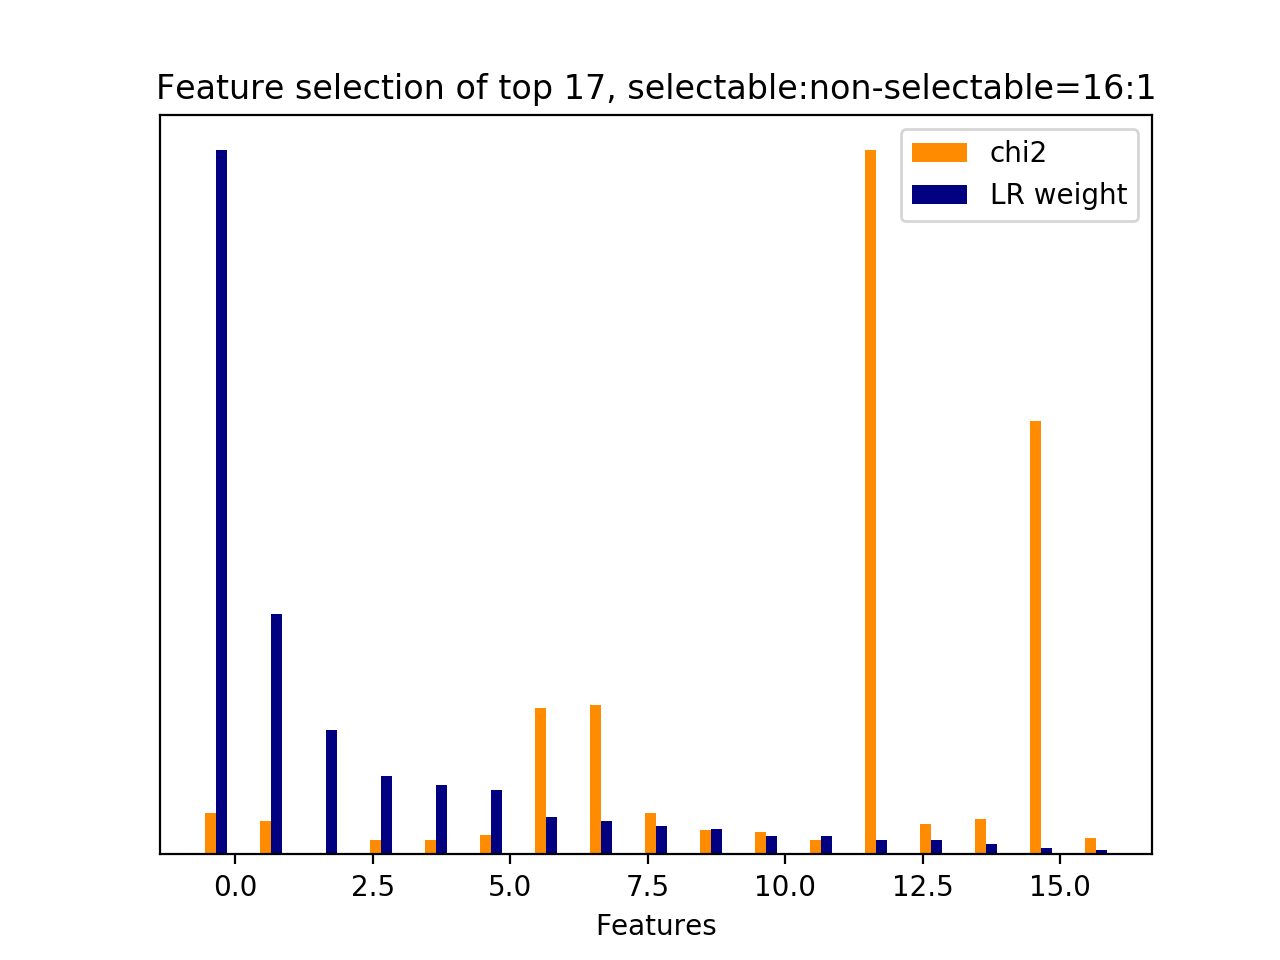 Feature selection of top 17, selectable:non-selectable=16:1
chi2
LR weight
0.0 2.5 5.0 7.5 10.0 12.5 15.0
Features